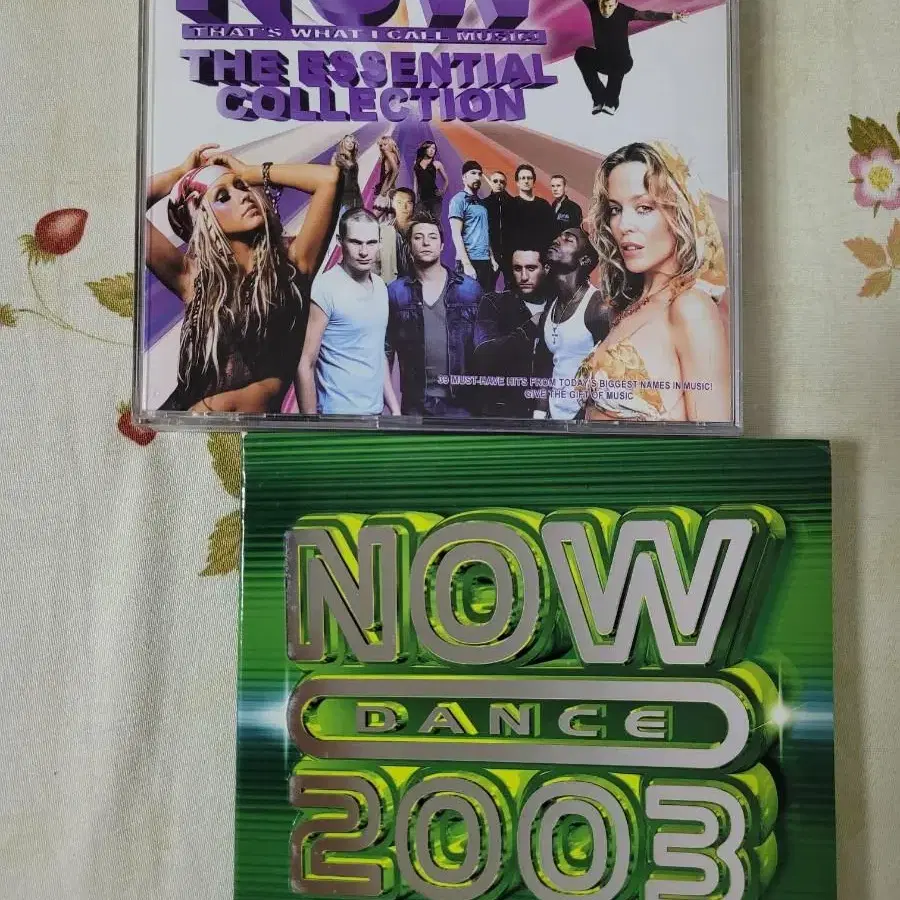 NOW
THAT'S WHAT I CALL MUSIC!
THE ESSENTIAL
COLLECTION
39 MUST-HAVE HITS FROM TODAY'S BIGGEST NAMES IN MUSIC!
GIVE THE GIFT OF MUSIC
NOW
DANCE
2003